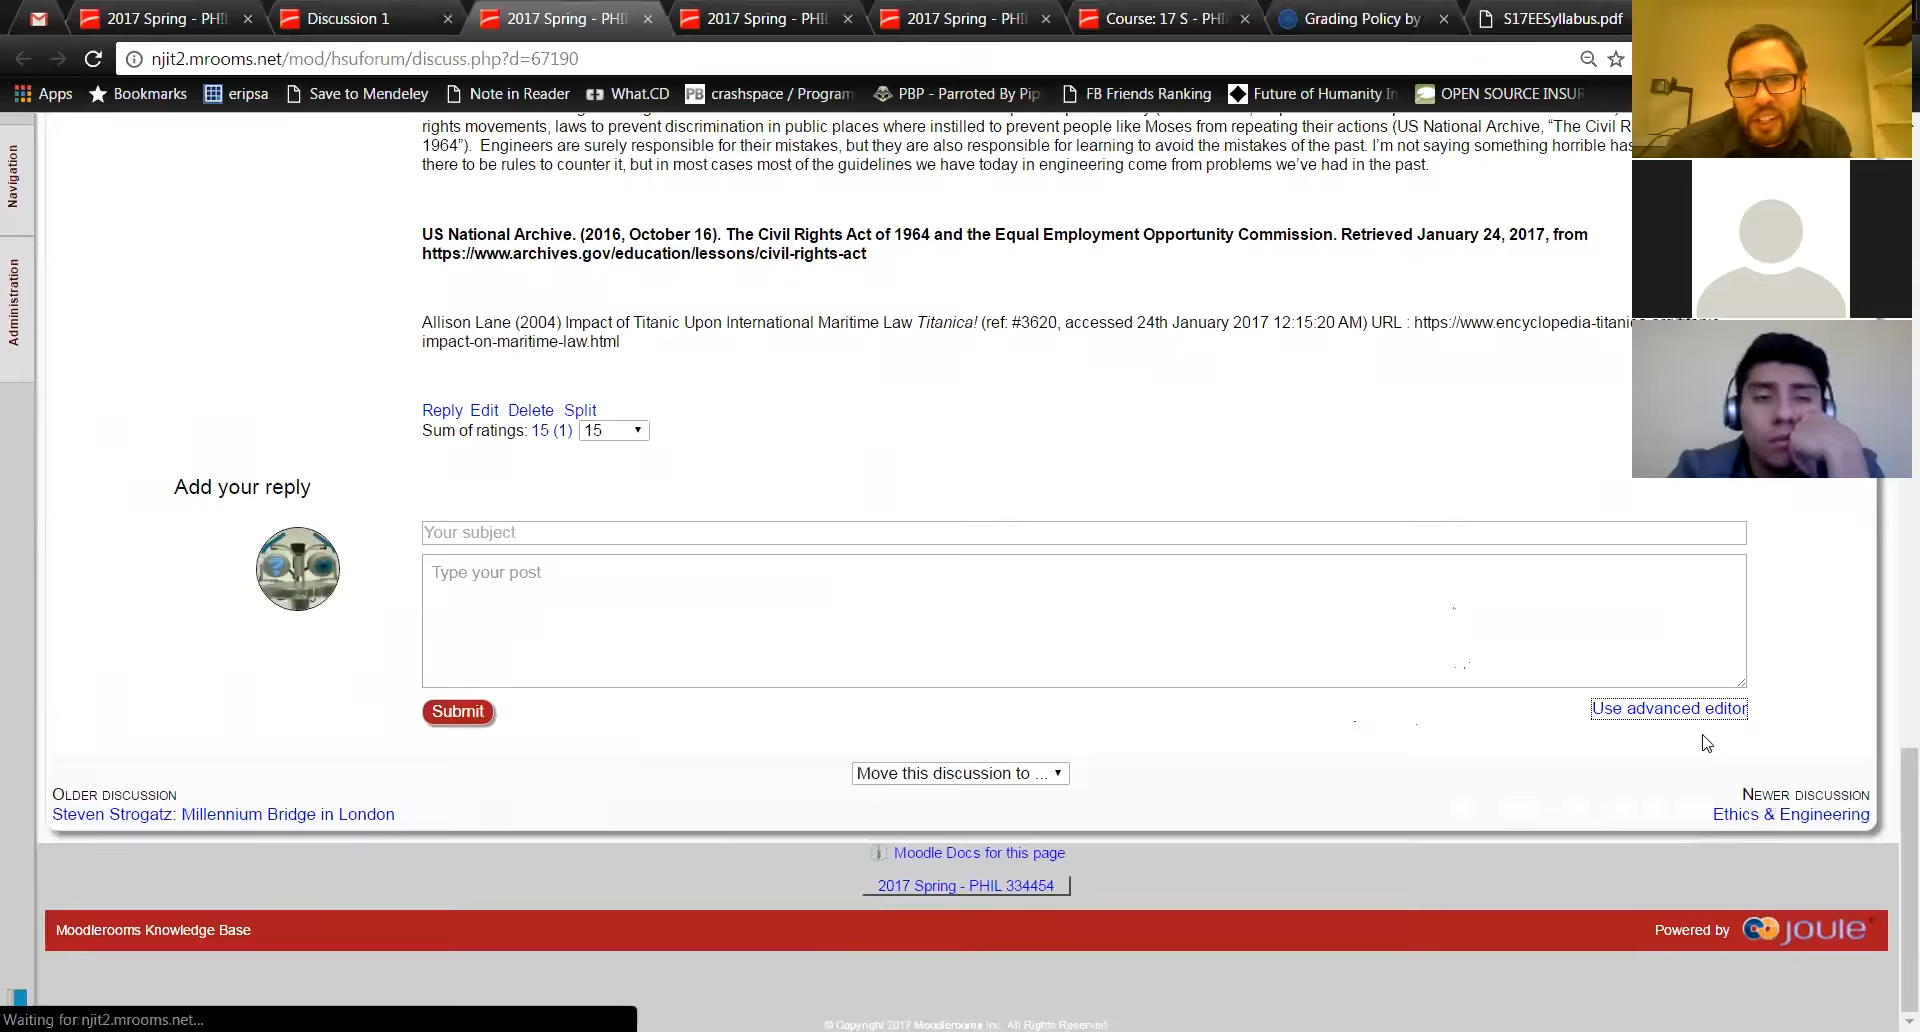 2017 Spring - PHIL
Discussion 1
2017 Spring - PHIL
2017 Spring - PHIL
2017 Spring - PHIL
Course: 17 S - PHI
Grading Policy by
S17EESyllabus.pdf
njit2.mrooms.net/mod/hsuforum/discuss.php?d=67190
Apps
Bookmarks
eripsa
Save to Mendeley
Note in Reader
What.CD
PB crashspace / Program
PBP - Parroted By Pip
FB Friends Ranking
Future of Humanity In
OPEN SOURCE INSUR
Navigation
Administration
rights movements, laws to prevent discrimination in public places where instilled to prevent people like Moses from repeating their actions (US National Archive, “The Civil R
1964”). Engineers are surely responsible for their mistakes, but they are also responsible for learning to avoid the mistakes of the past. I’m not saying something horrible has
there to be rules to counter it, but in most cases most of the guidelines we have today in engineering come from problems we’ve had in the past.
US National Archive. (2016, October 16). The Civil Rights Act of 1964 and the Equal Employment Opportunity Commission. Retrieved January 24, 2017, from
https://www.archives.gov/education/lessons/civil-rights-act
Allison Lane (2004) Impact of Titanic Upon International Maritime Law Titanica! (ref: #3620, accessed 24th January 2017 12:15:20 AM) URL : https://www.encyclopedia-titani
impact-on-maritime-law.html
Reply Edit Delete Split
Sum of ratings: 15 (1) 15
Add your reply
Your subject
Type your post
Submit
Use advanced editor
Move this discussion to ...
OLDER DISCUSSION
Steven Strogatz: Millennium Bridge in London
NEWER DISCUSSION
Ethics & Engineering
Moodle Docs for this page
2017 Spring - PHIL 334454
Moodlerooms Knowledge Base
Powered by joule
Waiting for njit2.mrooms.net...
© Copyright 2017 Moodlerooms Inc, All Rights Reserved